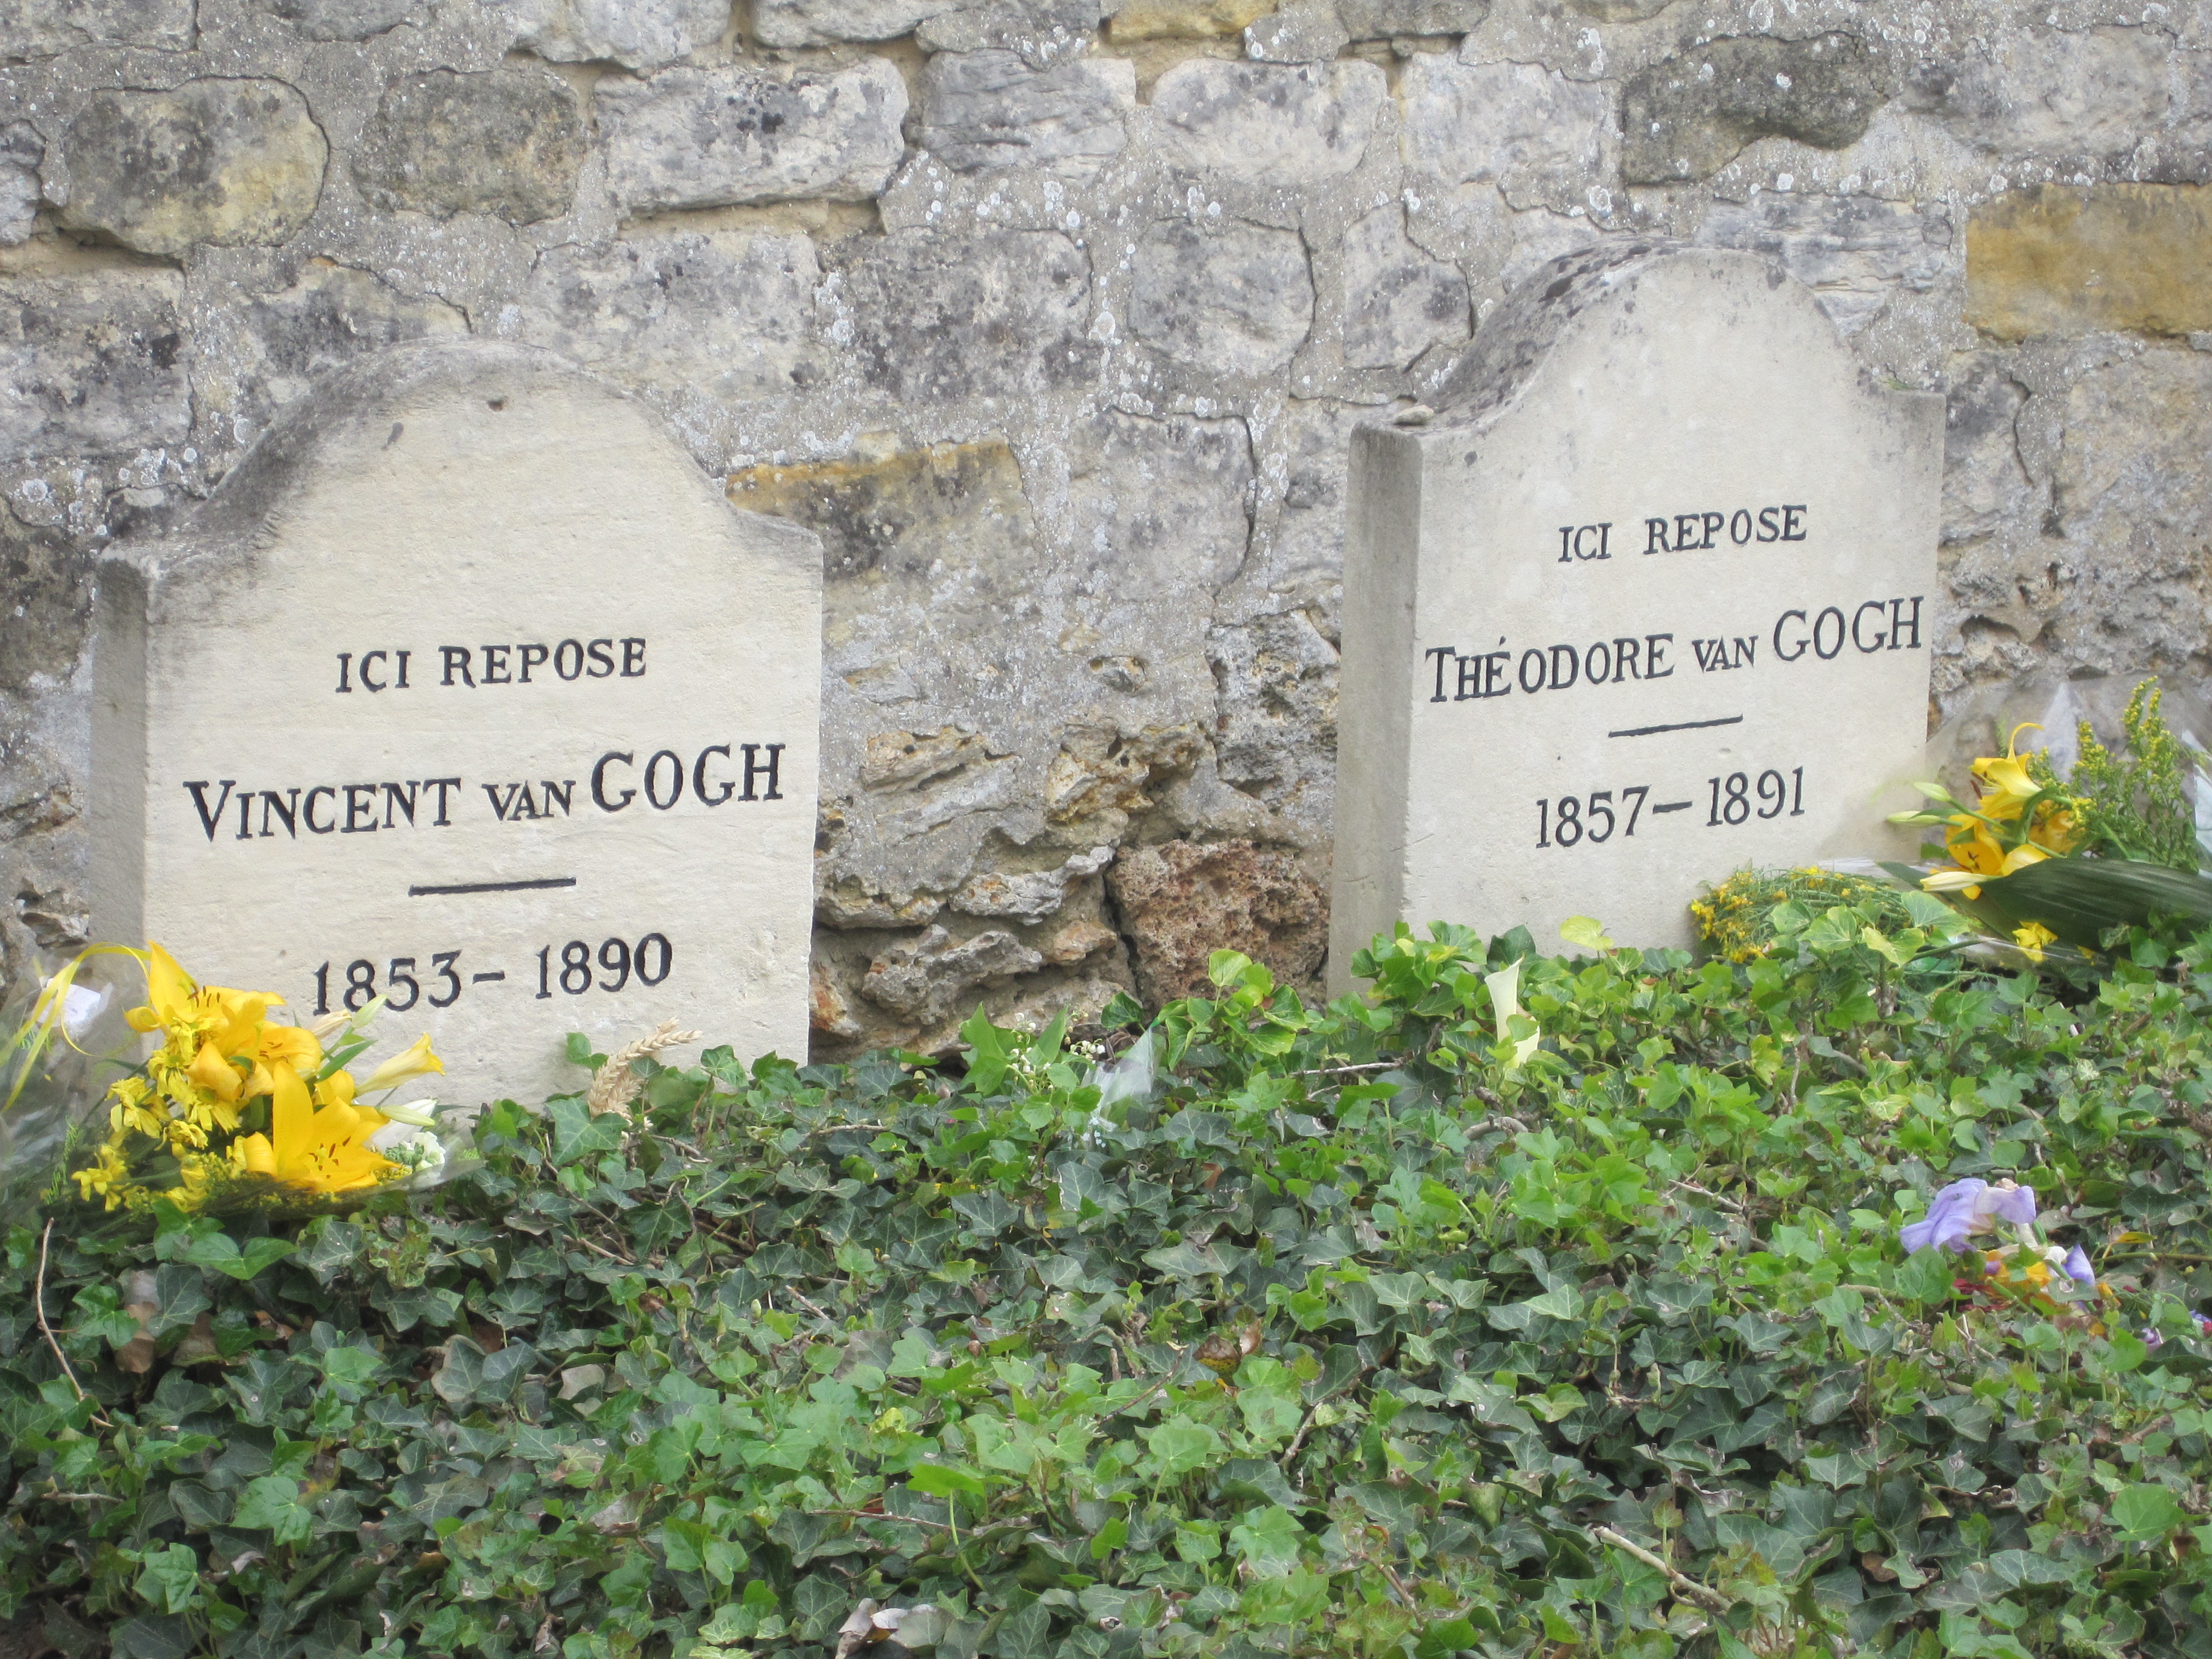 ICI REPOSE
VINCENT VAN GOGH
1853 - 1890
ICI REPOSE
THÉODORE VAN GOGH
1857 - 1891